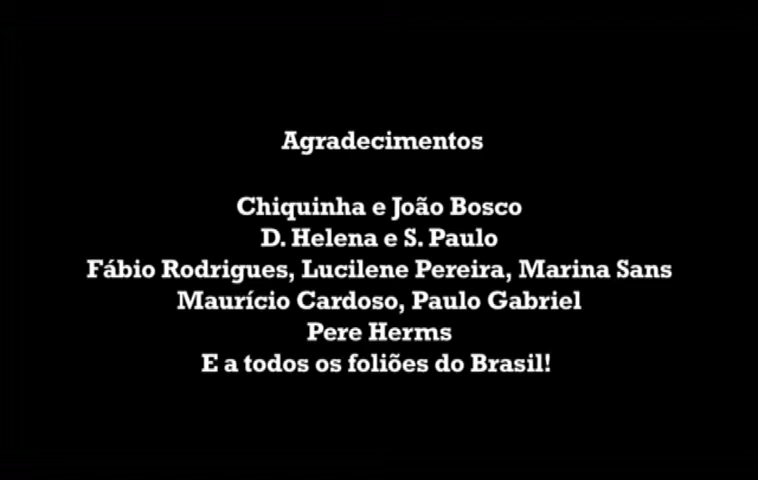 Agradecimentos
Chiquinha e João Bosco
D. Helena e S. Paulo
Fábio Rodrigues, Lucilene Pereira, Marina Sans
Maurício Cardoso, Paulo Gabriel
Pere Herms
E a todos os foliões do Brasil!